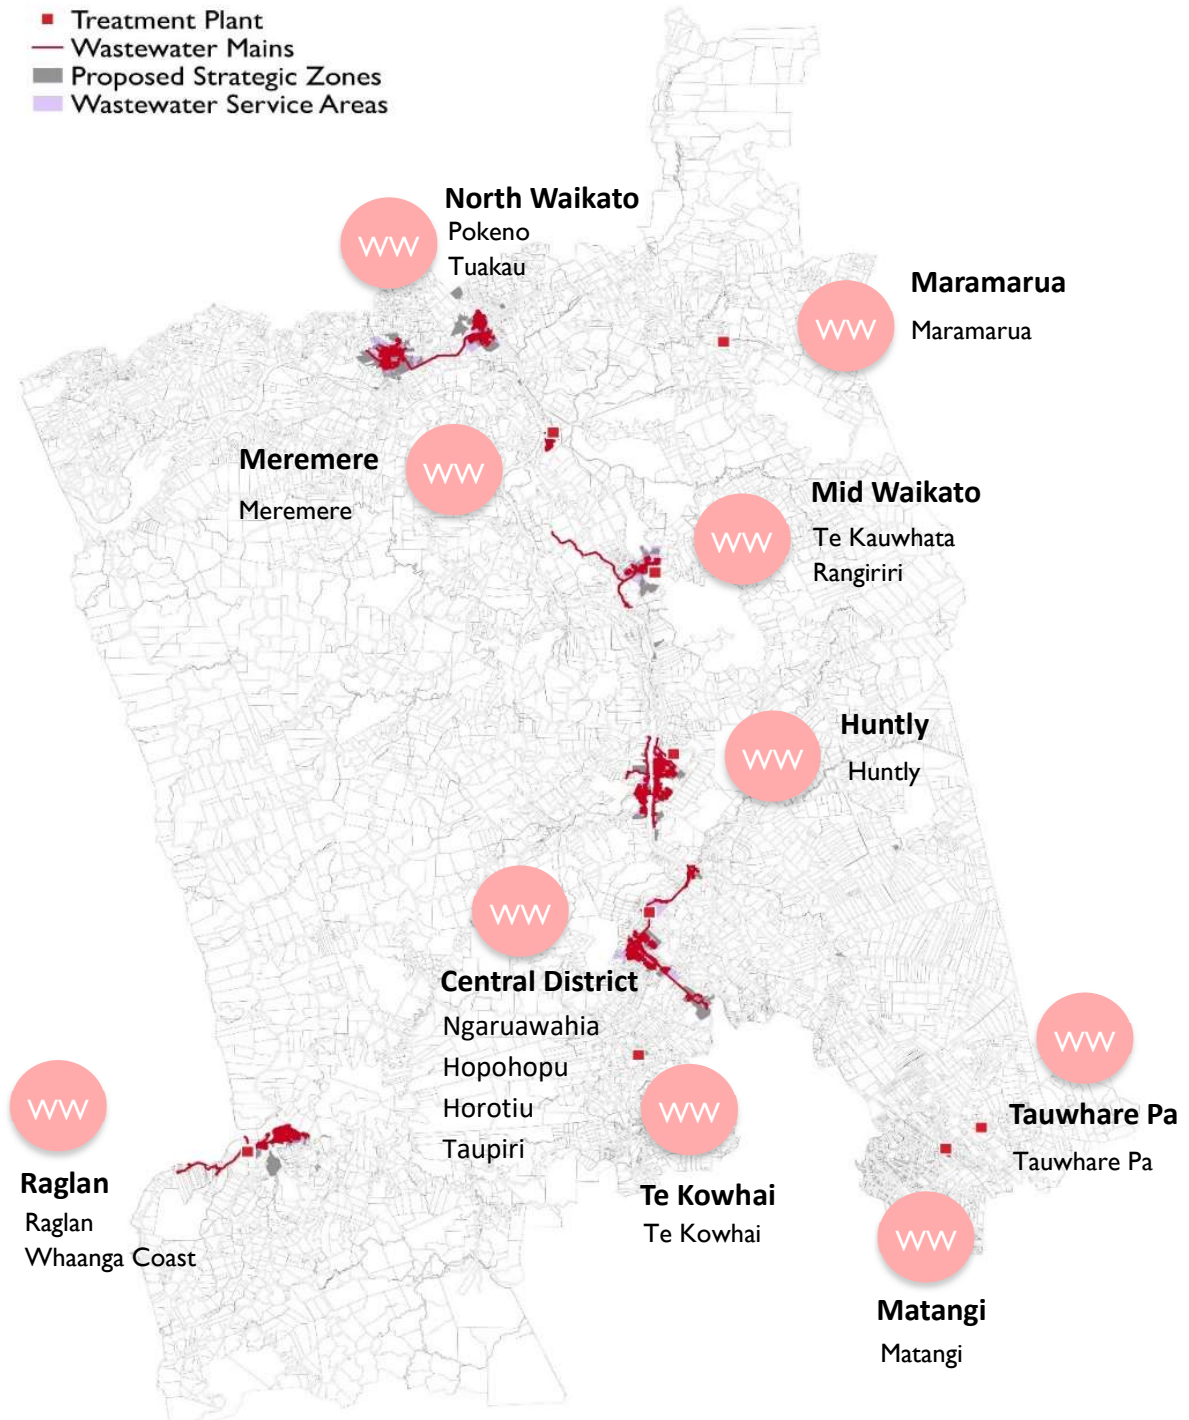 Treatment Plant
Wastewater Mains
Proposed Strategic Zones
Wastewater Service Areas
North Waikato
WW
Pokeno
Tuakau
Maramarua
WW
Maramarua
Meremere
WW
Meremere
Mid Waikato
WW
Te Kauwhata
Rangiriri
Huntly
WW
Huntly
WW
Central District
Ngaruawahia
Hopohopu
Horotiu
Taupiri
WW
Tauwhare Pa
Tauwhare Pa
WW
Raglan
Raglan
Whaanga Coast
WW
Te Kowhai
Te Kowhai
WW
Matangi
Matangi